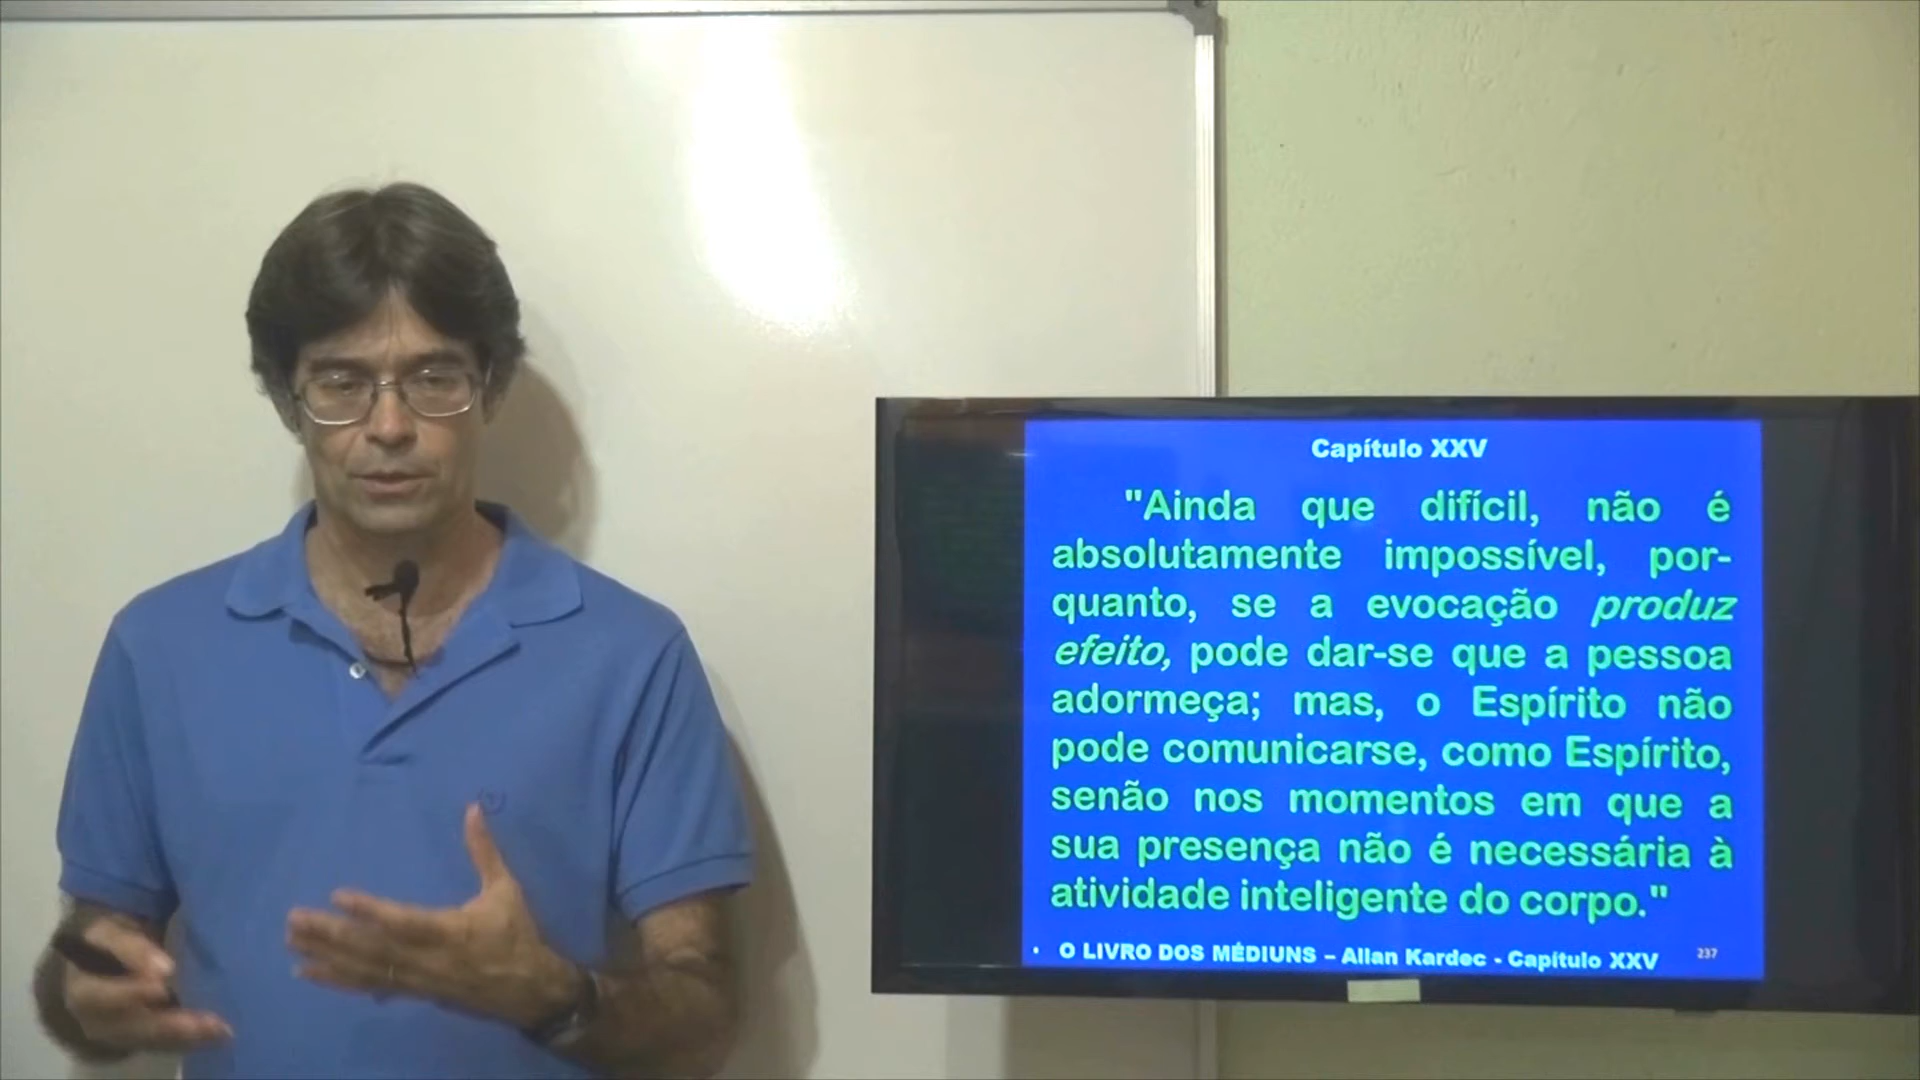 Capítulo XXV
"Ainda que difícil, não é
absolutamente impossível, por-
quanto, se a evocação produz
efeito, pode dar-se que a pessoa
adormeça; mas, o Espírito não
pode comunicarse, como Espírito,
senão nos momentos em que a
sua presença não é necessária à
atividade inteligente do corpo."
• O LIVRO DOS MÉDIUNS – Allan Kardec - Capítulo XXV
237